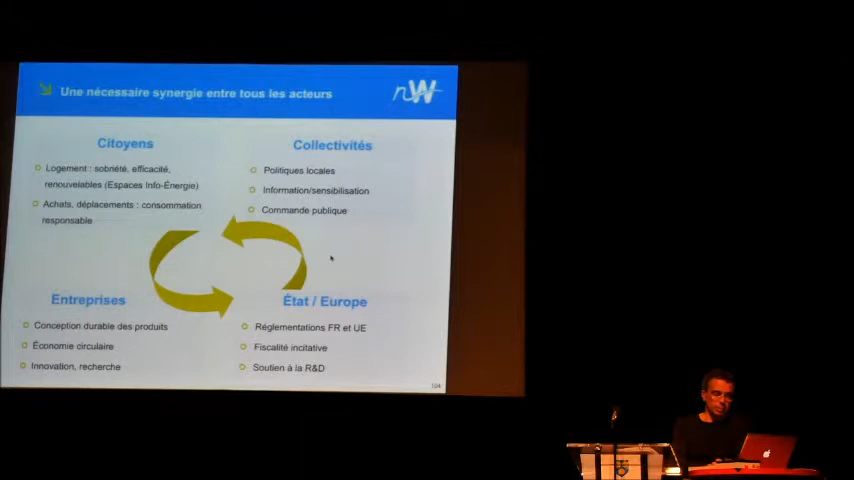 Une nécessaire synergie entre tous les acteurs
nW
Citoyens
Logement : sobriété, efficacité,
renouvelables (Espaces Info-Énergie)
Achats, déplacements : consommation
responsable
Collectivités
Politiques locales
Information/sensibilisation
Commande publique
Entreprises
Conception durable des produits
Économie circulaire
Innovation, recherche
État / Europe
Réglementations FR et UE
Fiscalité incitative
Soutien à la R&D
104